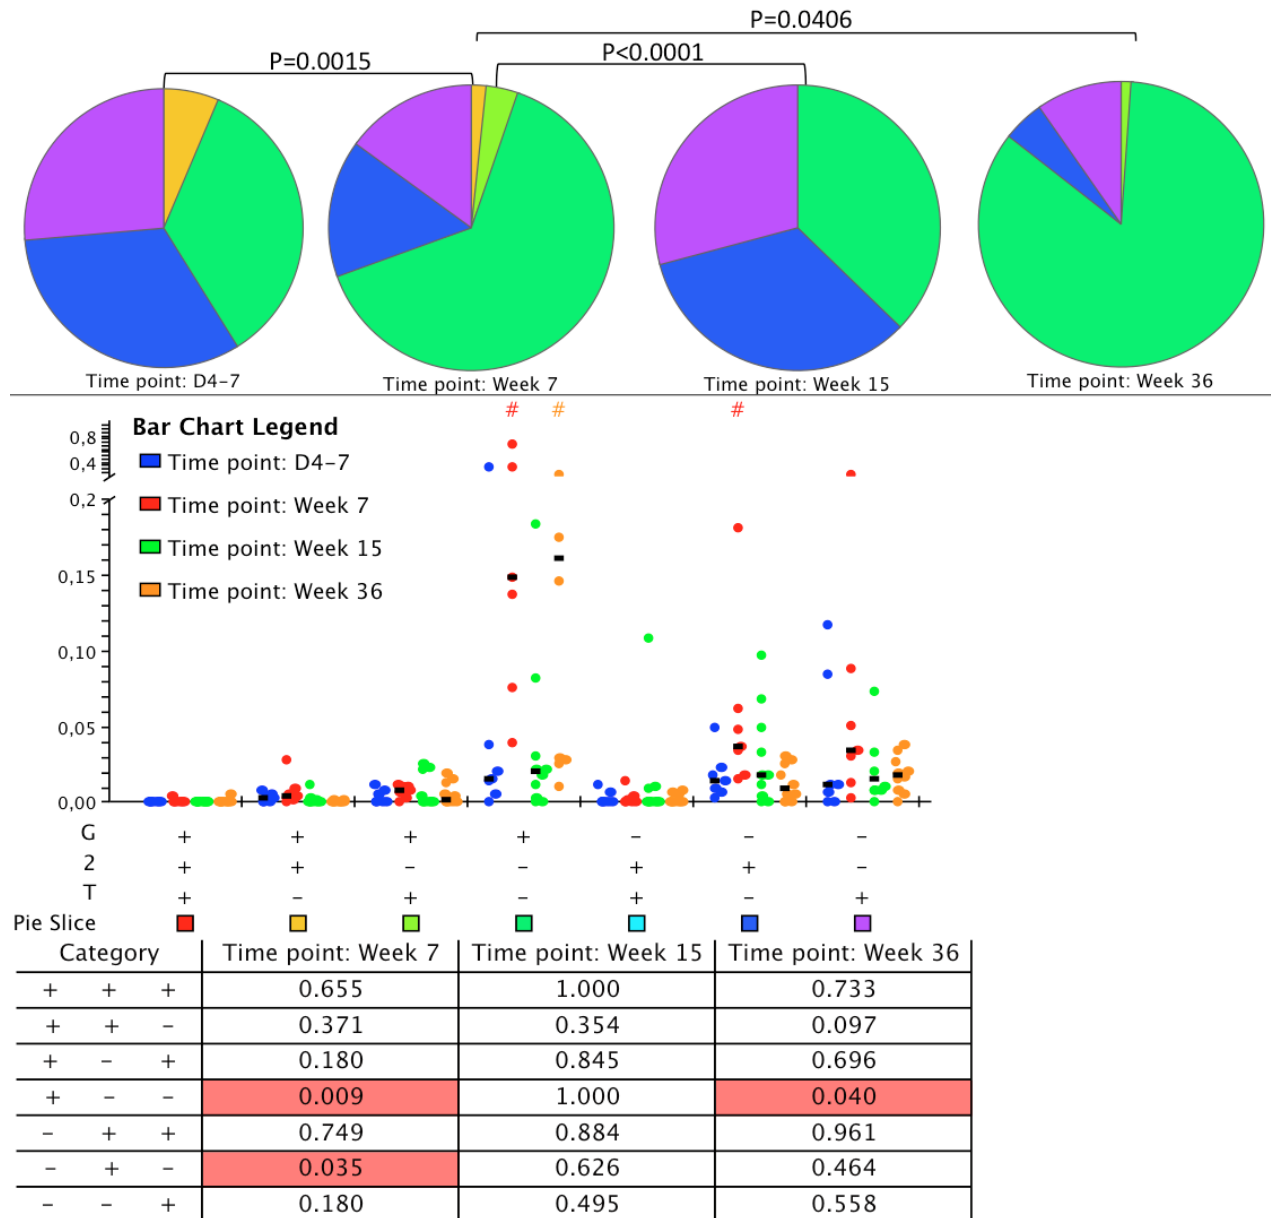 P=0.0406
P=0.0015
P<0.0001
Time point: D4-7
Time point: Week 7
Time point: Week 15
Time point: Week 36
# # #
Bar Chart Legend
Time point: D4-7
Time point: Week 7
Time point: Week 15
Time point: Week 36
0,8
0,4
0,2
0,15
0,10
0,05
0,00
G + + + + – – –
2 + + – – + + –
T + – + – + – +
Pie Slice
Category Time point: Week 7 Time point: Week 15 Time point: Week 36
+ + + 0.655 1.000 0.733
+ + – 0.371 0.354 0.097
+ – + 0.180 0.845 0.696
+ – – 0.009 1.000 0.040
– + + 0.749 0.884 0.961
– + – 0.035 0.626 0.464
– – + 0.180 0.495 0.558